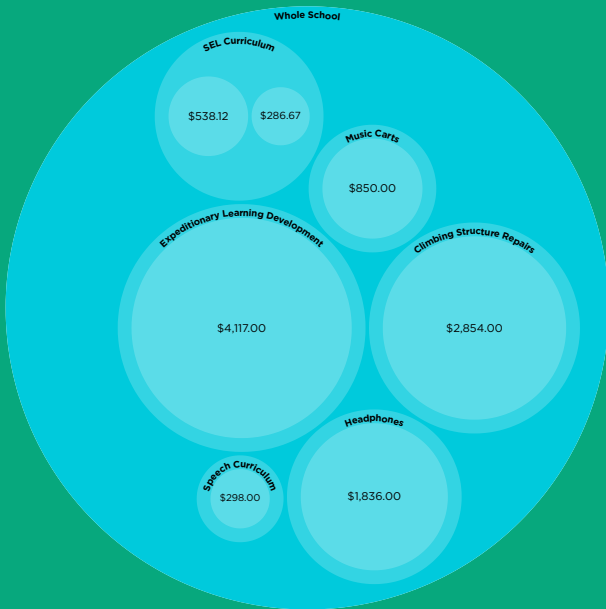 Whole School
SEL Curriculum
$538.12
$286.67
Music Carts
$850.00
Expeditionary Learning Development
$4,117.00
Climbing Structure Repairs
$2,854.00
Headphones
$1,836.00
Speech Curriculum
$298.00